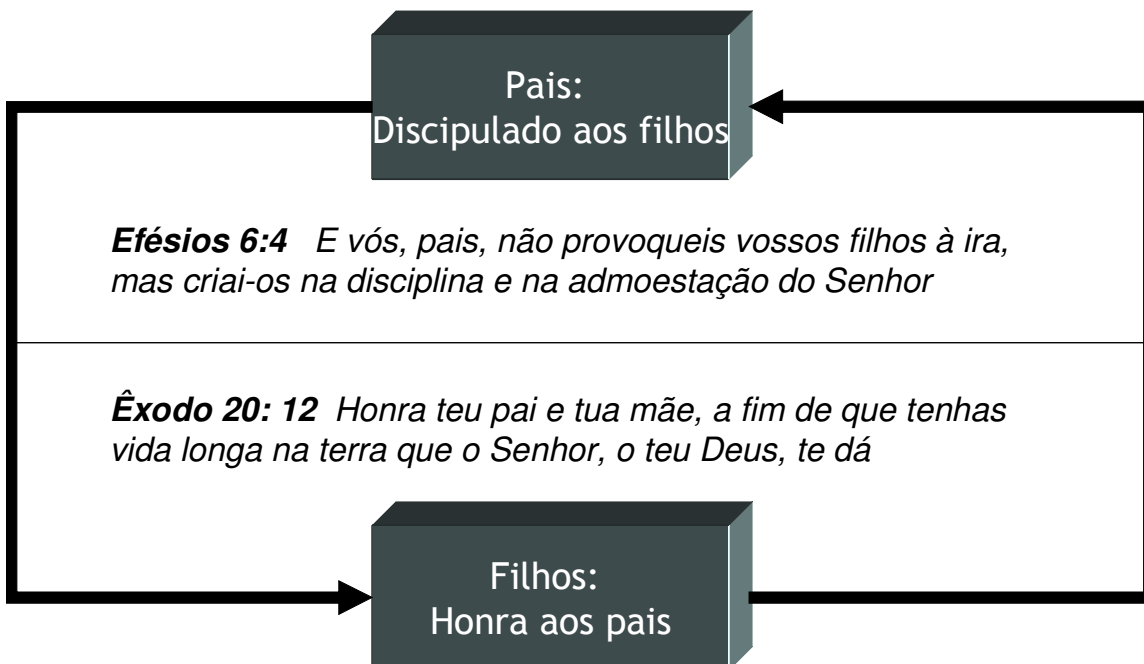 Pais:
Discipulado aos filhos
Efésios 6:4 E vós, pais, não provoqueis vossos filhos à ira,
mas criai-os na disciplina e na admoestação do Senhor
Êxodo 20: 12 Honra teu pai e tua mãe, a fim de que tenhas
vida longa na terra que o Senhor, o teu Deus, te dá
Filhos:
Honra aos pais